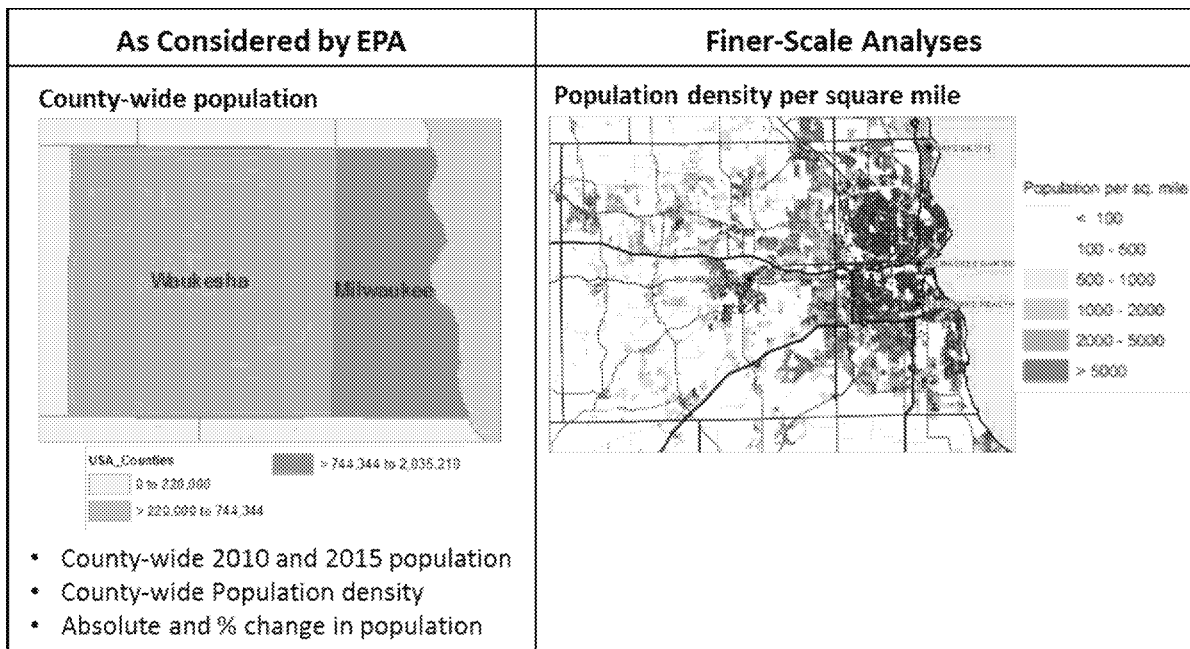 As Considered by EPA
County-wide population
Waukesha
Milwaukee
USA_Counties
0 to 220,000
> 220,000 to 744,344
> 744,344 to 2,035,210
• County-wide 2010 and 2015 population
• County-wide Population density
• Absolute and % change in population
Finer-Scale Analyses
Population density per square mile
Population per sq. mile
< 100
100 - 500
500 - 1000
1000 - 2000
2000 - 5000
> 5000